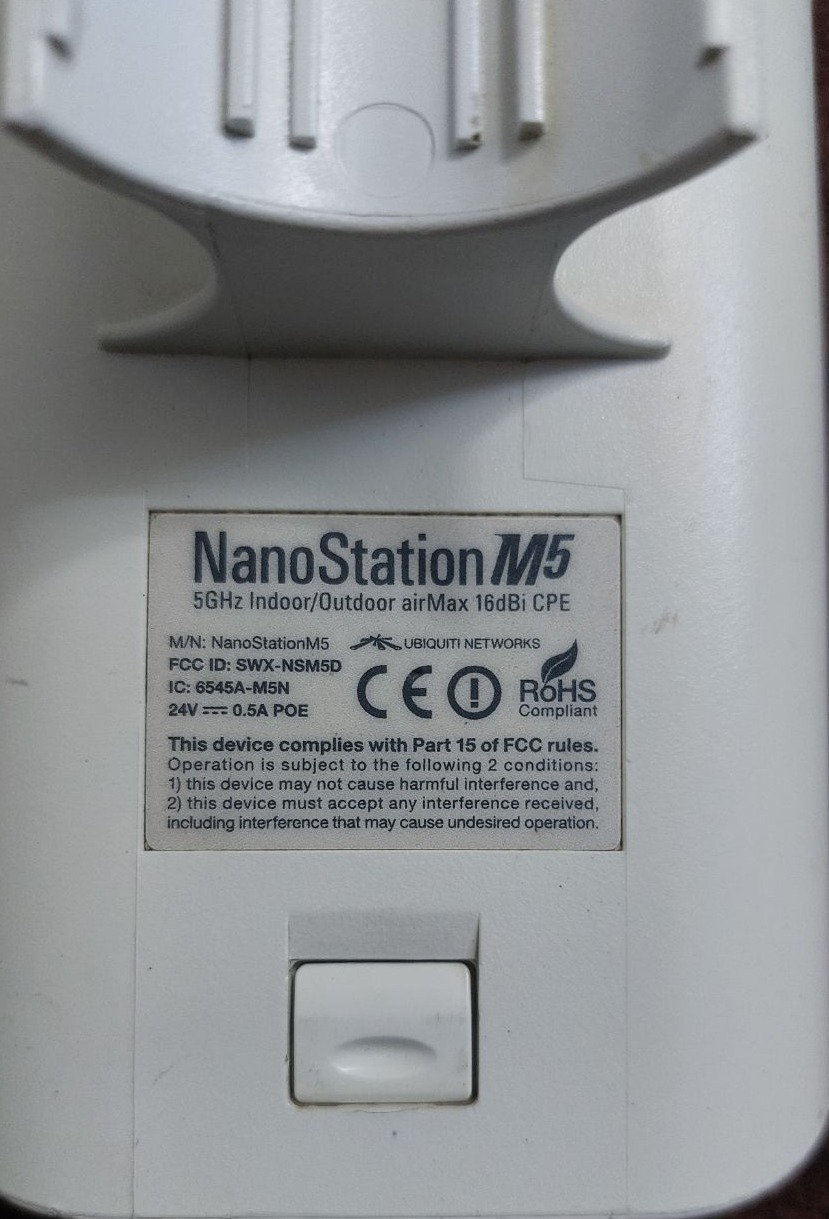 NanoStation M5
5GHz Indoor/Outdoor airMax 16dBi CPE
M/N: NanoStationM5
UBIQUITI NETWORKS
FCC ID: SWX-NSM5D
IC: 6545A-M5N
24V ⎓ 0.5A POE
CE
RoHS
Compliant
This device complies with Part 15 of FCC rules.
Operation is subject to the following 2 conditions:
1) this device may not cause harmful interference and,
2) this device must accept any interference received,
including interference that may cause undesired operation.